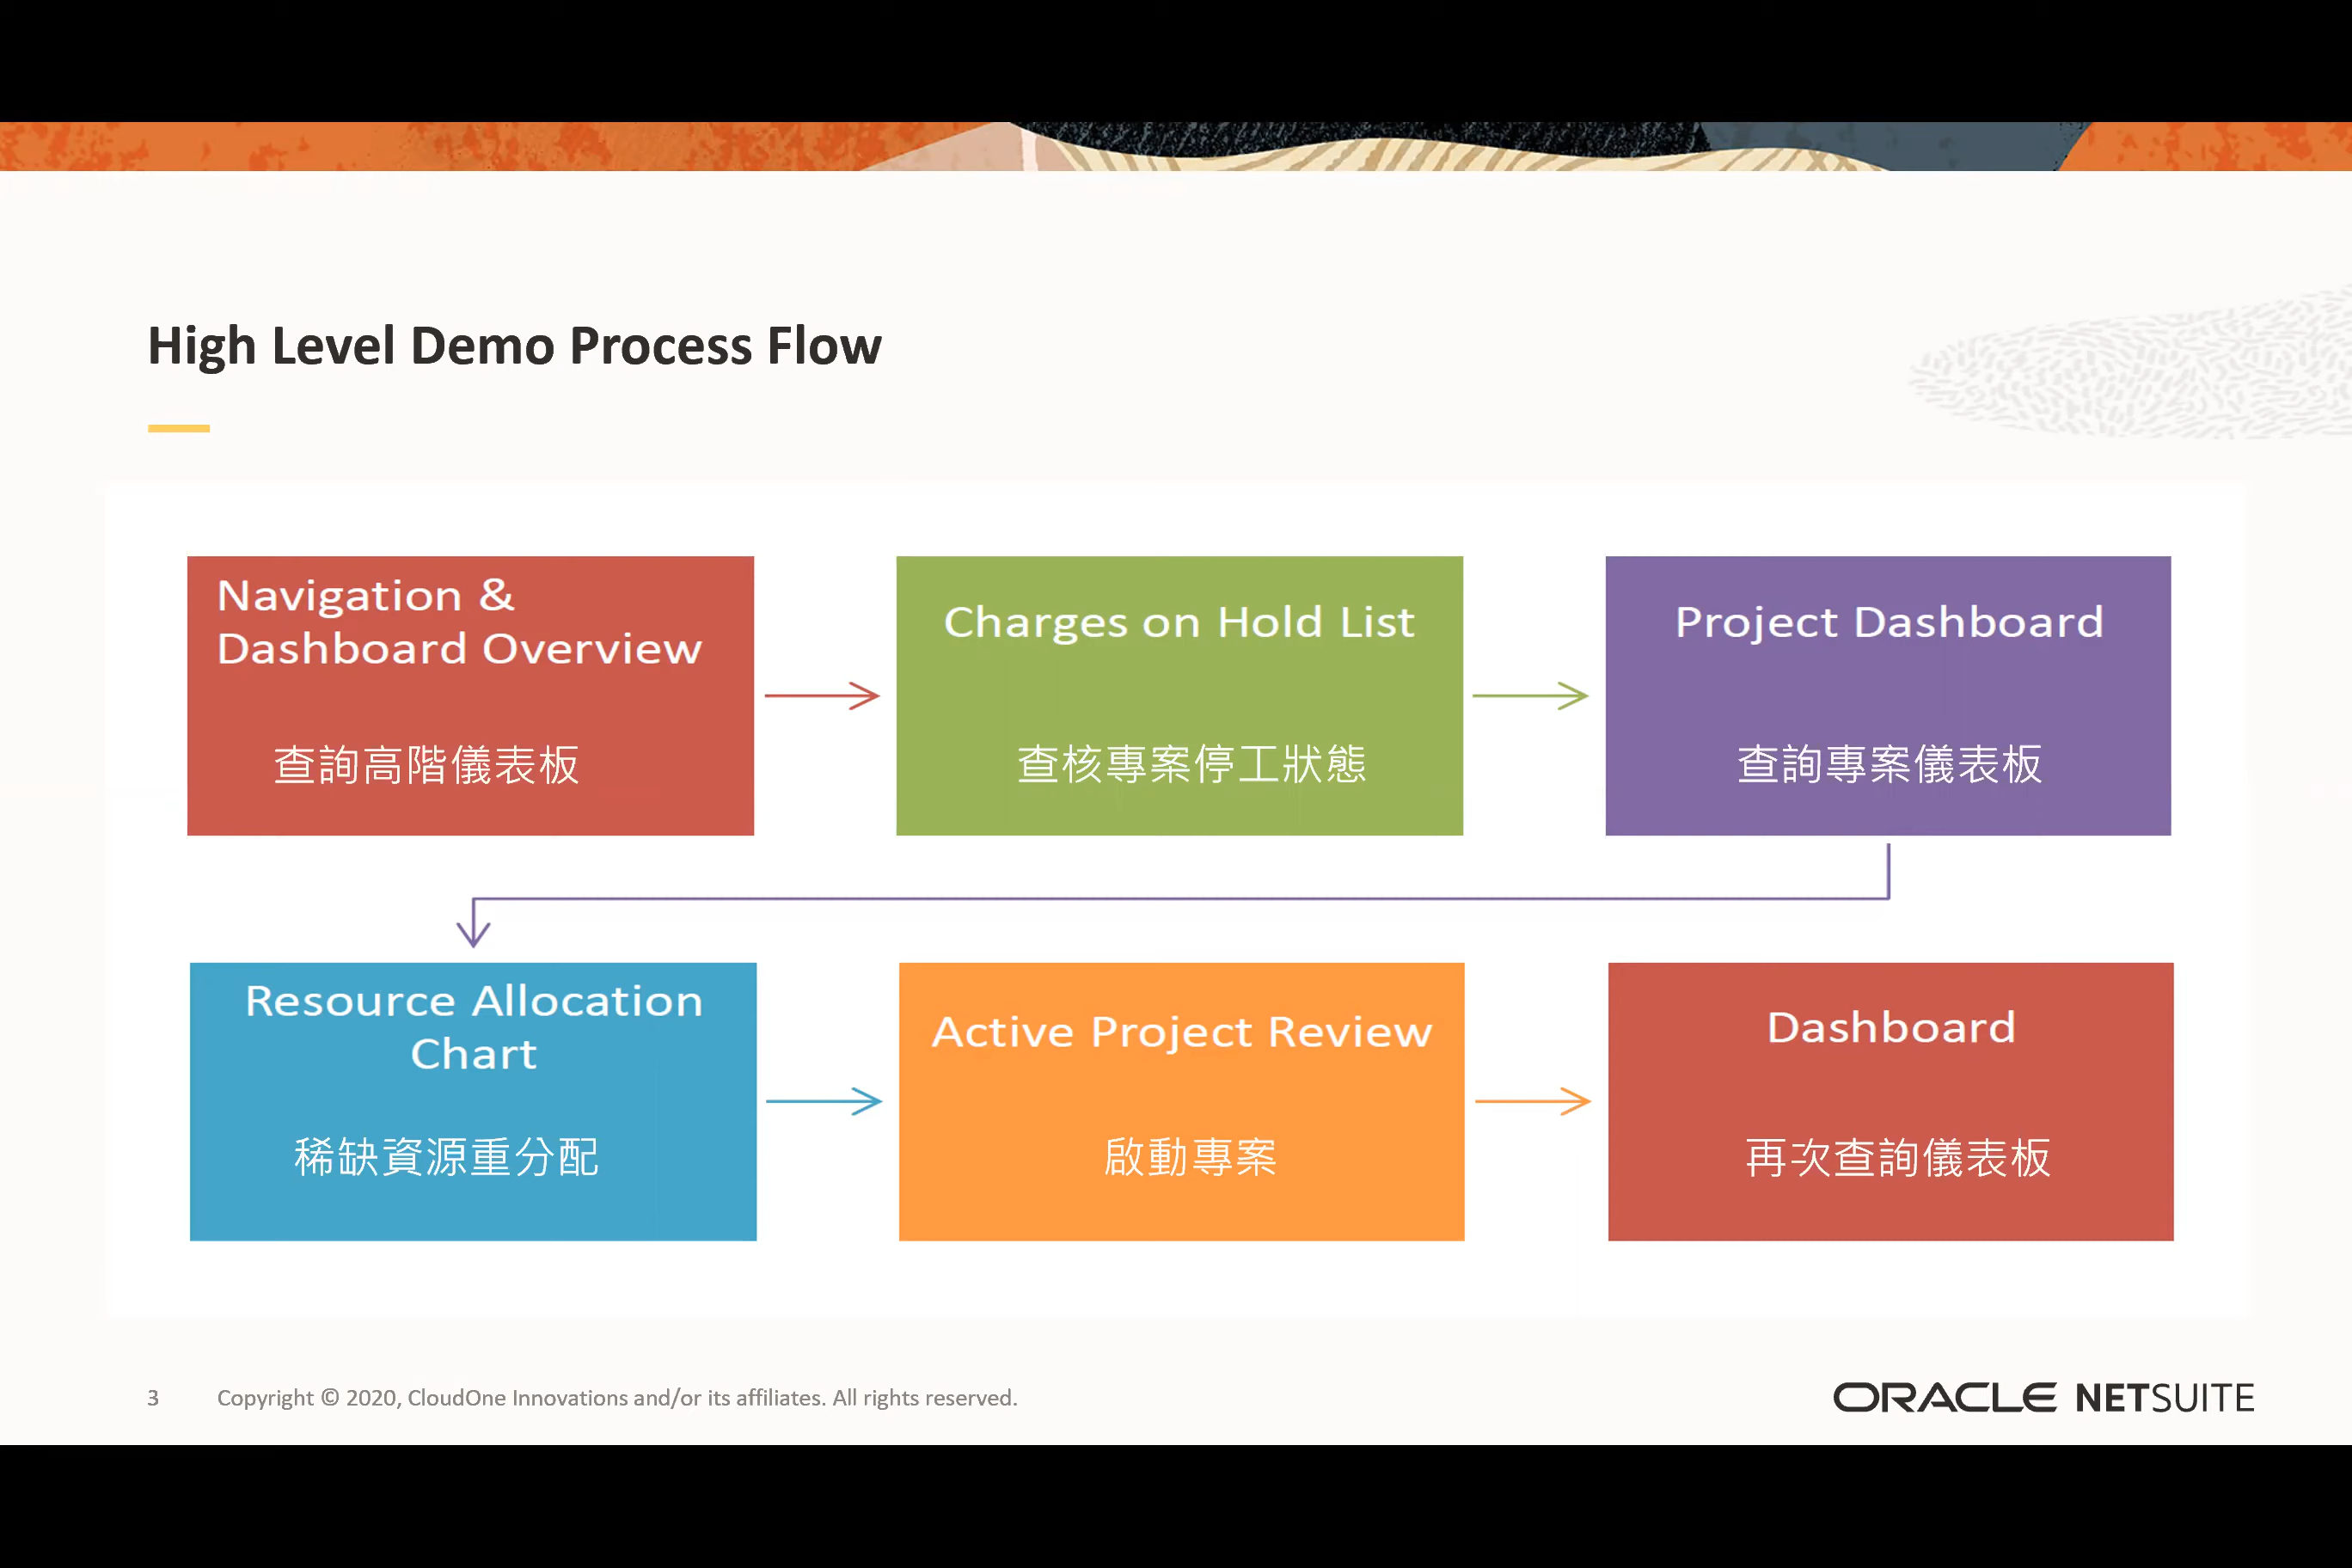 High Level Demo Process Flow
Navigation &
Dashboard Overview
查詢高階儀表板
Charges on Hold List
查核專案停工狀態
Project Dashboard
查詢專案儀表板
Resource Allocation
Chart
稀缺資源重分配
Active Project Review
啟動專案
Dashboard
再次查詢儀表板
3 Copyright © 2020, CloudOne Innovations and/or its affiliates. All rights reserved.
ORACLE NETSUITE